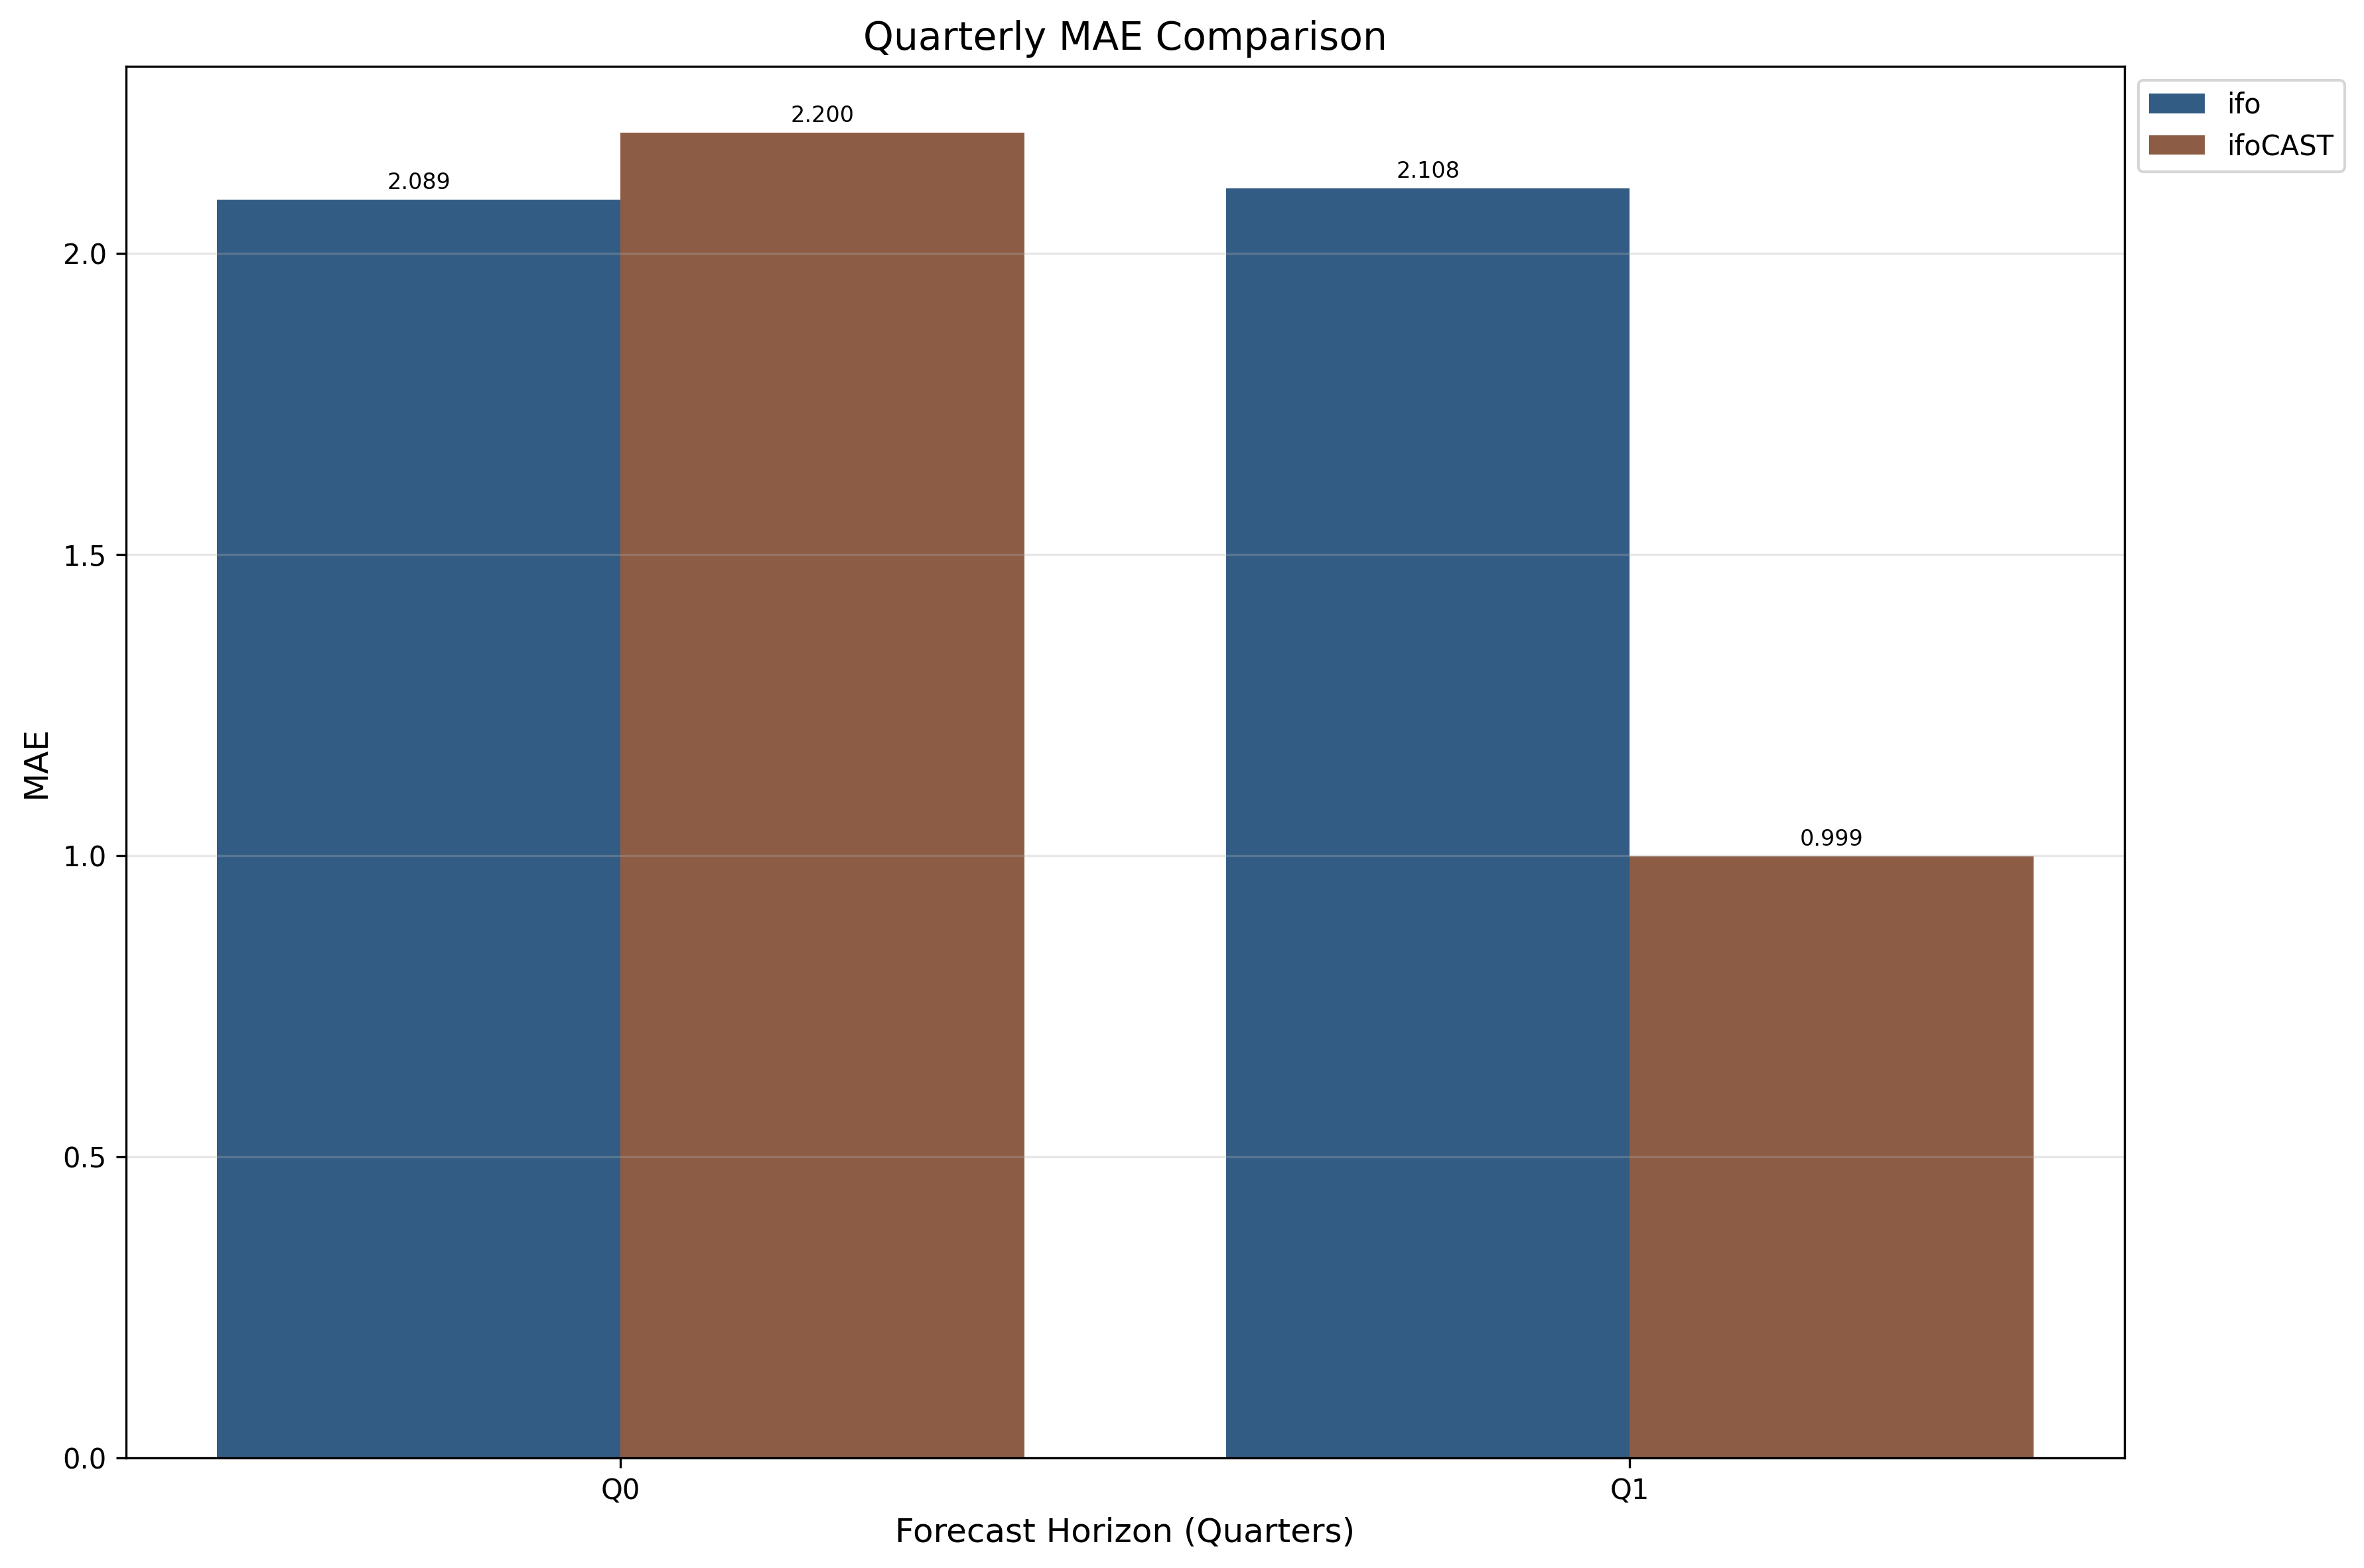 Quarterly MAE Comparison
ifo
ifoCAST
2.200
2.089
2.108
0.999
2.0
1.5
1.0
0.5
0.0
MAE
Q0
Q1
Forecast Horizon (Quarters)